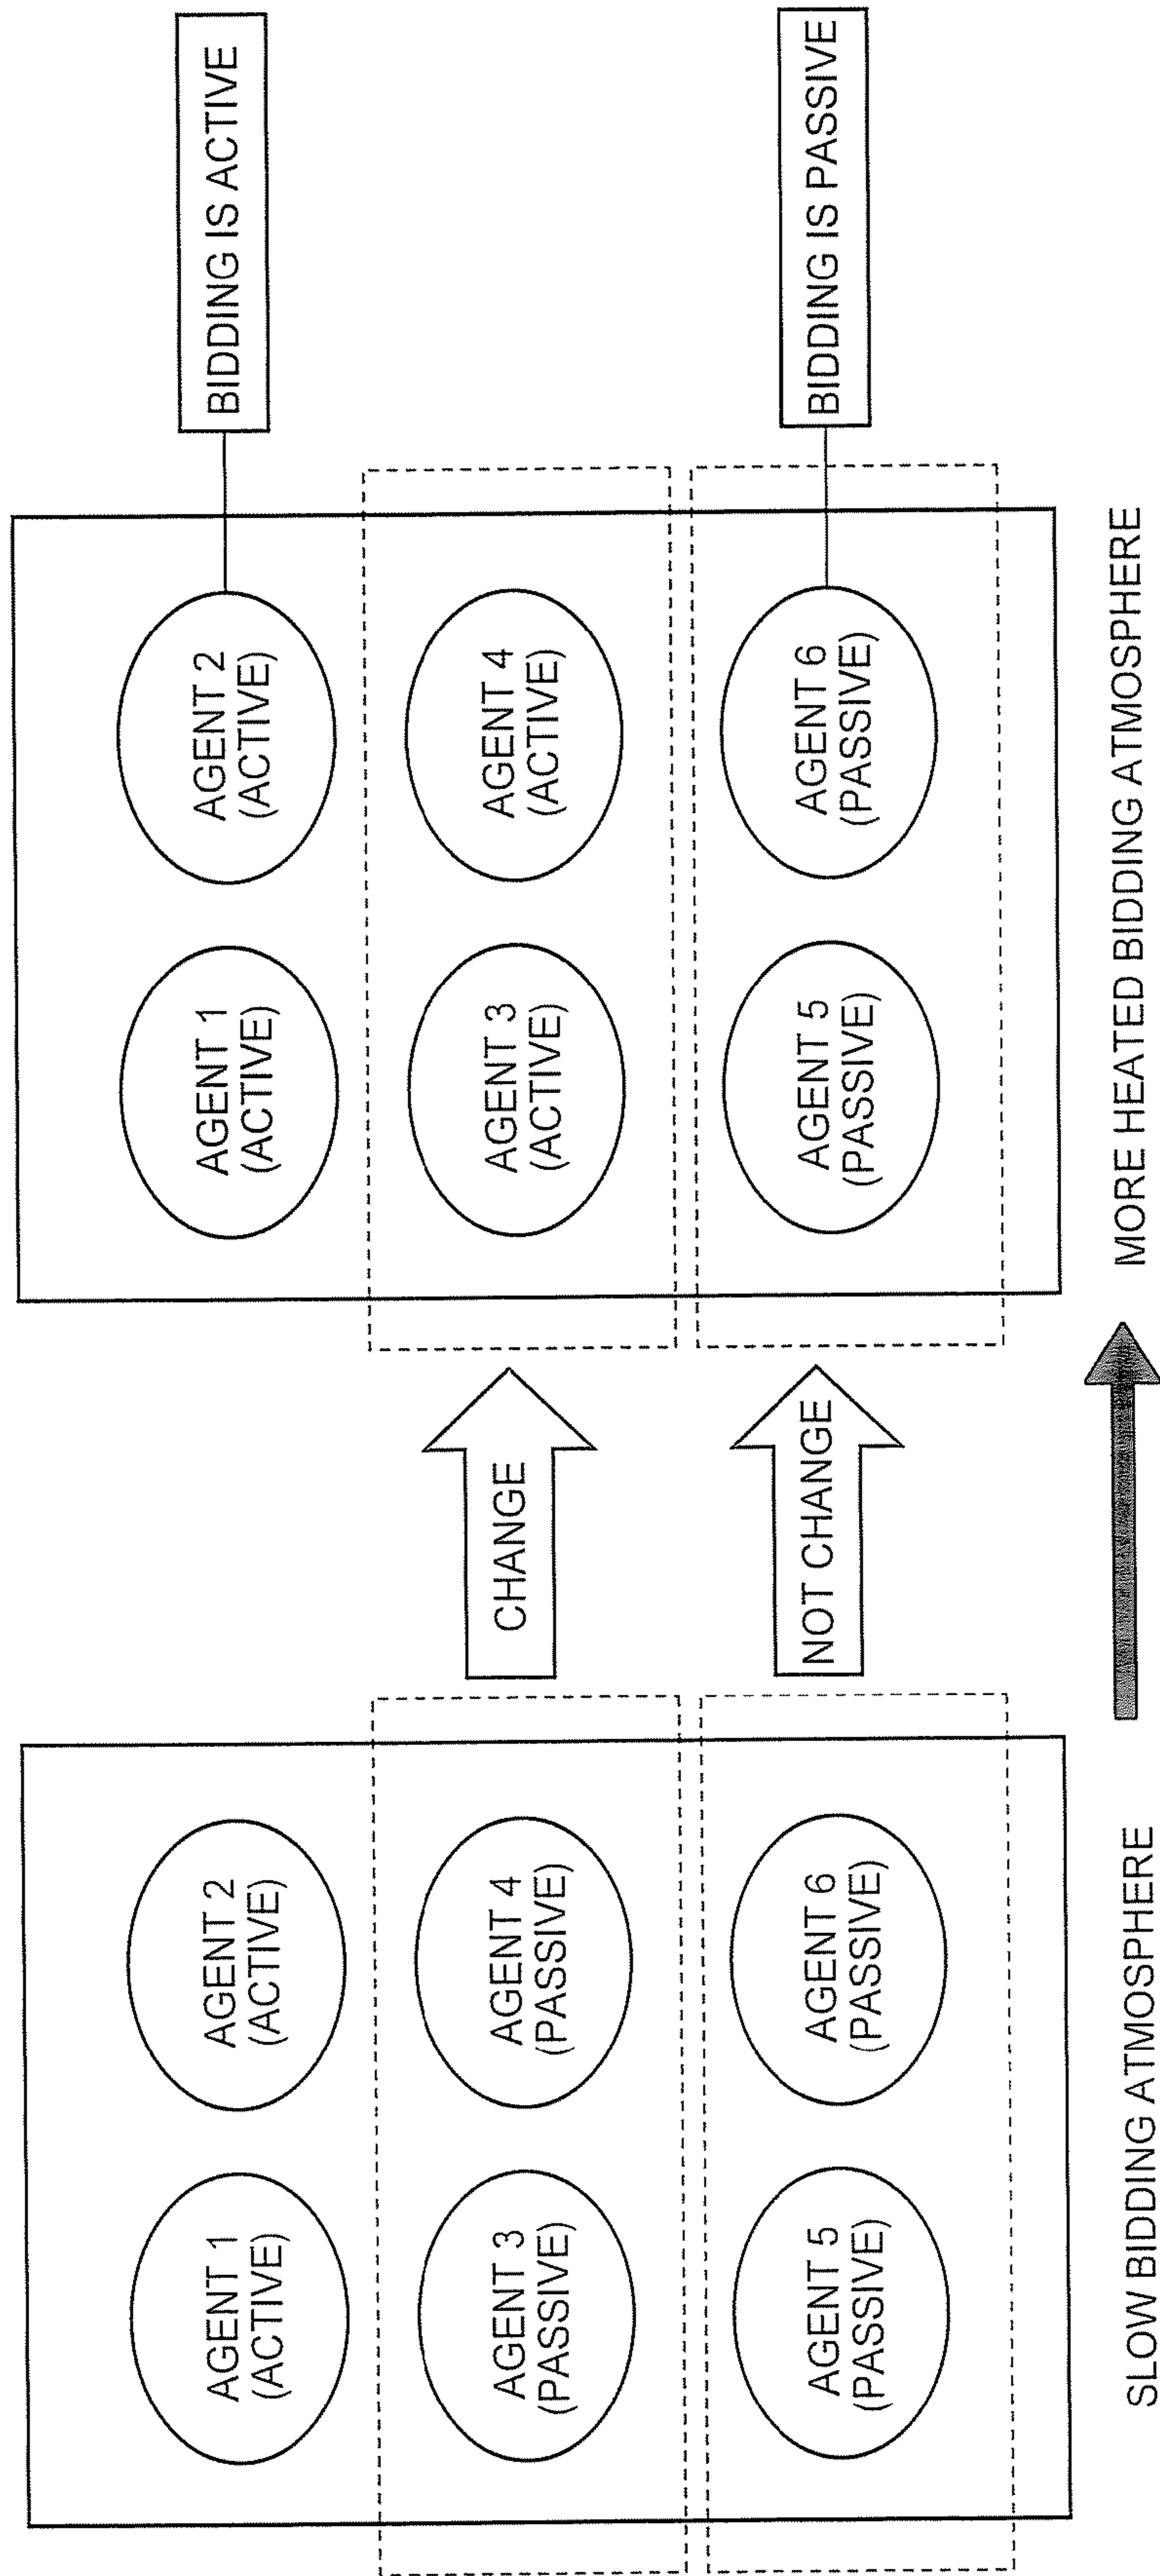 AGENT 1
(ACTIVE)
AGENT 2
(ACTIVE)
AGENT 3
(PASSIVE)
AGENT 4
(PASSIVE)
AGENT 5
(PASSIVE)
AGENT 6
(PASSIVE)
SLOW BIDDING ATMOSPHERE
CHANGE
NOT CHANGE
AGENT 1
(ACTIVE)
AGENT 2
(ACTIVE)
AGENT 3
(ACTIVE)
AGENT 4
(ACTIVE)
AGENT 5
(PASSIVE)
AGENT 6
(PASSIVE)
MORE HEATED BIDDING ATMOSPHERE
BIDDING IS ACTIVE
BIDDING IS PASSIVE